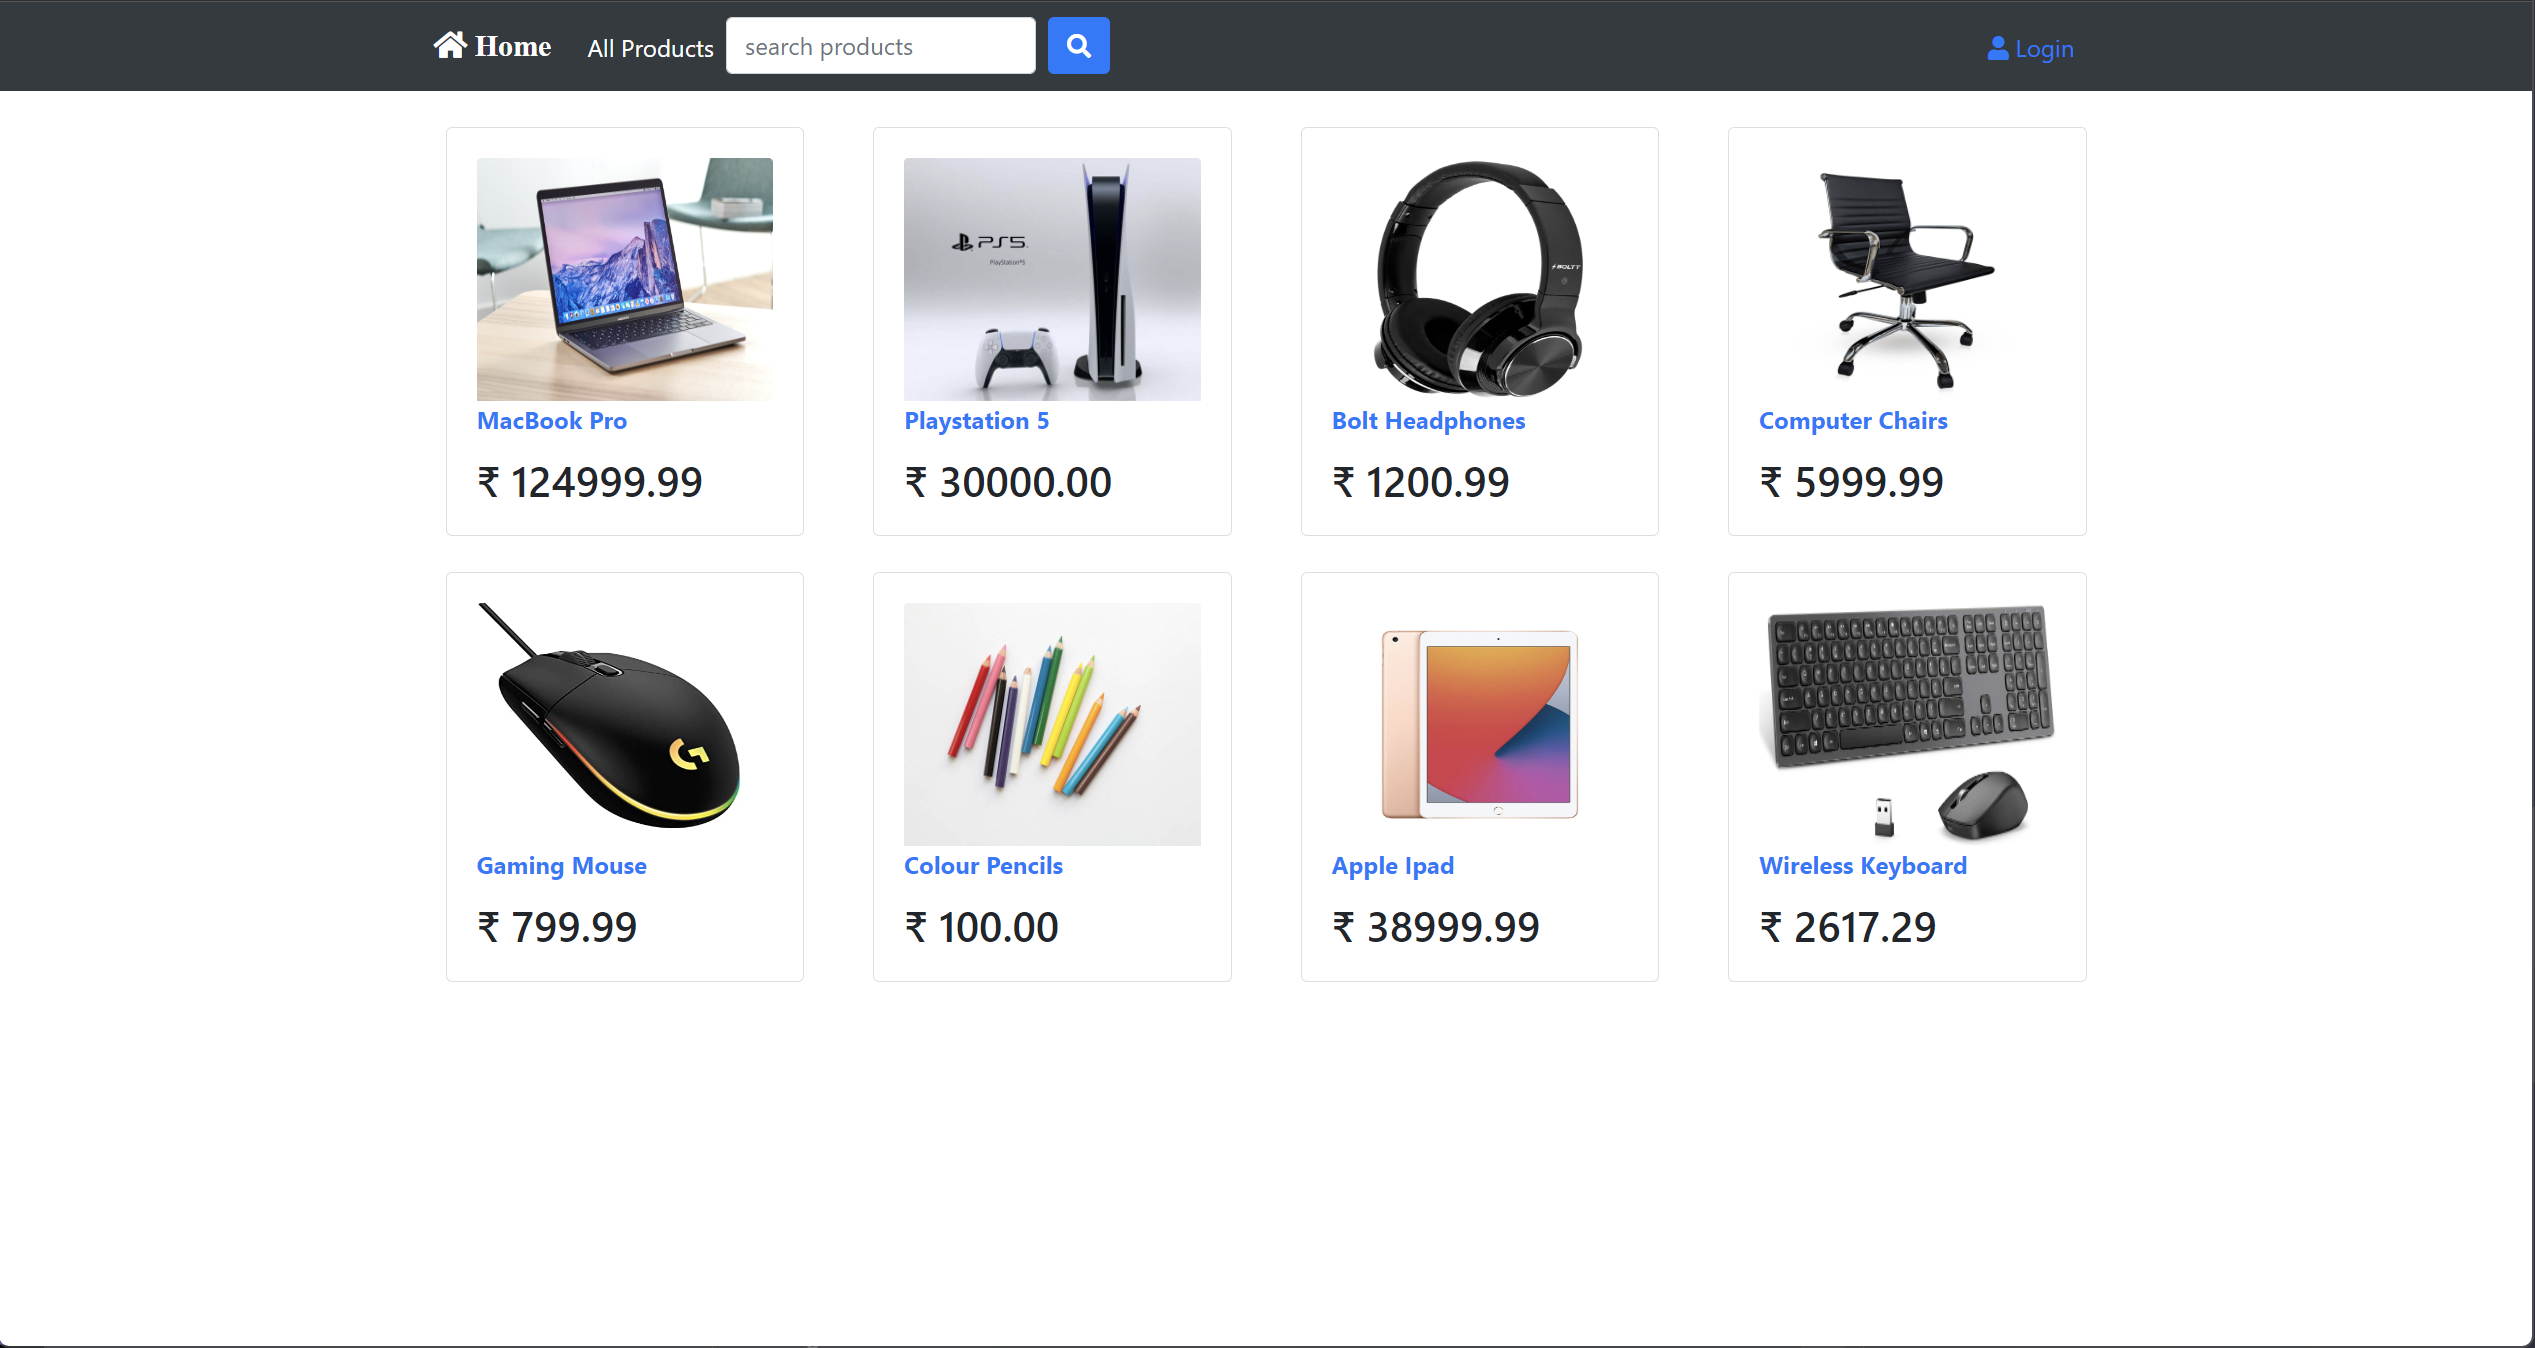 Home All Products search products Login
PS5
PlayStation®5
BOLTT
MacBook Pro
Playstation 5
Bolt Headphones
Computer Chairs
₹ 124999.99
₹ 30000.00
₹ 1200.99
₹ 5999.99
G
Gaming Mouse
Colour Pencils
Apple Ipad
Wireless Keyboard
₹ 799.99
₹ 100.00
₹ 38999.99
₹ 2617.29